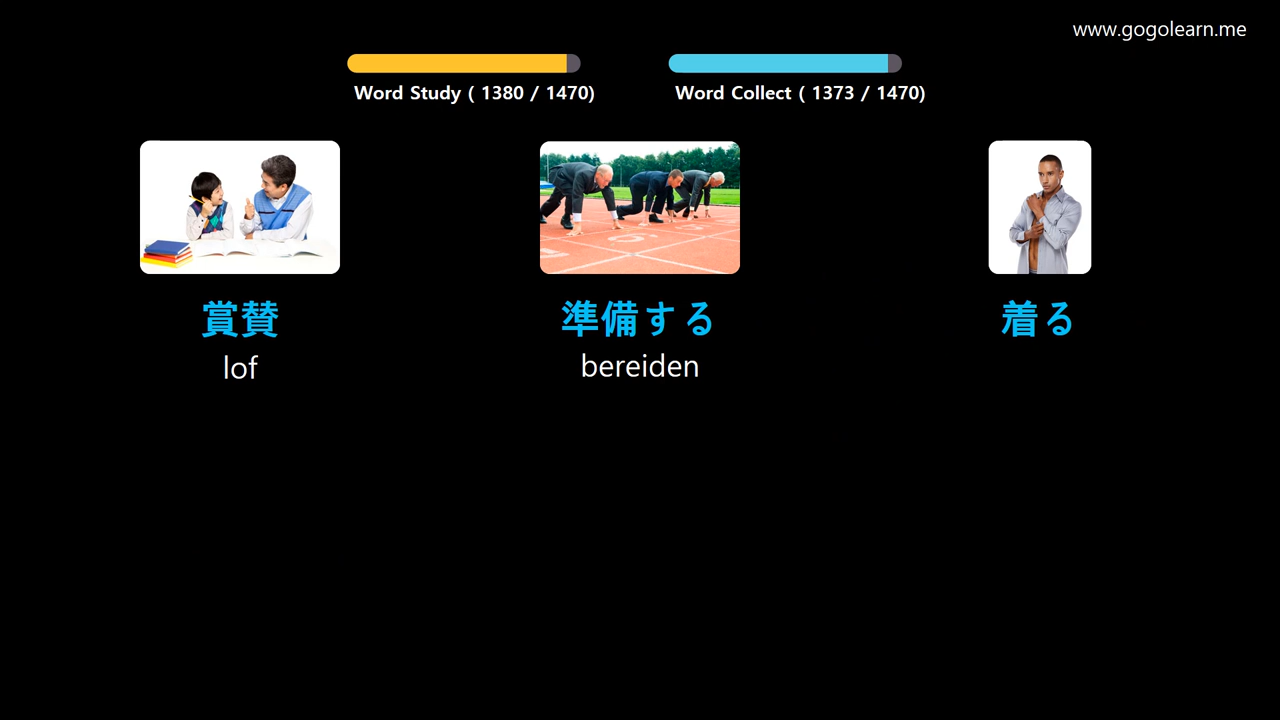 www.gogolearn.me
Word Study ( 1380 / 1470)
Word Collect ( 1373 / 1470)
賞賛
lof
準備する
bereiden
着る